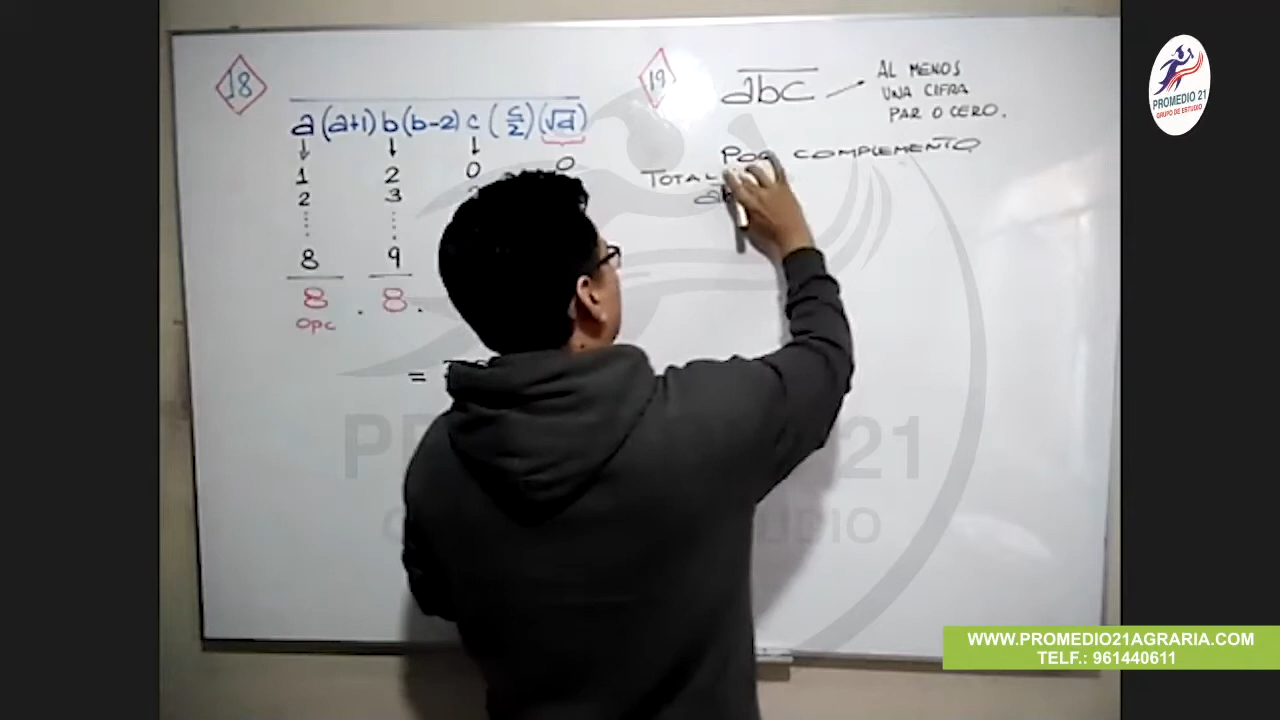 18
a (a+1) b (b-2) c (c/2) (√d)
1 2 0 0
2 3
8 9
8 . 8 .
opc
=
19
abc
AL MENOS
UNA CIFRA
PAR O CERO.
POR COMPLEMENTO
TOTAL
PROMEDIO 21
GRUPO DE ESTUDIO
WWW.PROMEDIO21AGRARIA.COM
TELF.: 961440611